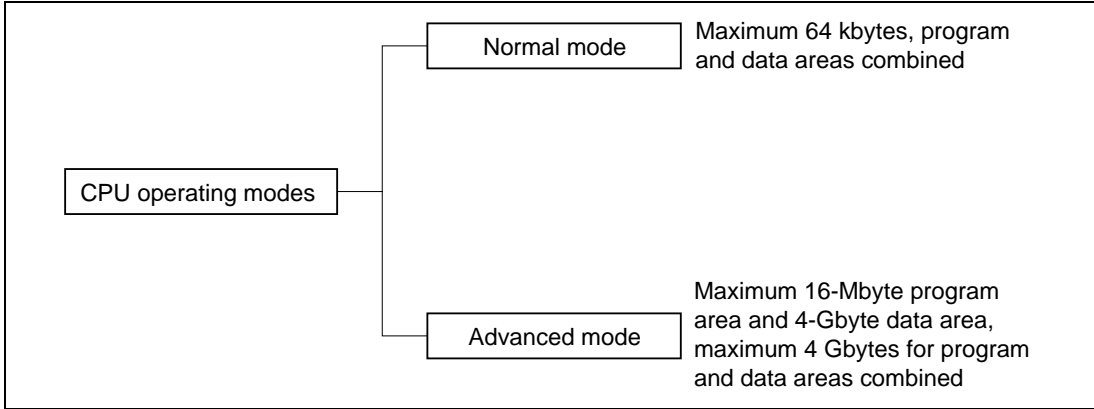 Normal mode
Maximum 64 kbytes, program
and data areas combined
CPU operating modes
Advanced mode
Maximum 16-Mbyte program
area and 4-Gbyte data area,
maximum 4 Gbytes for program
and data areas combined